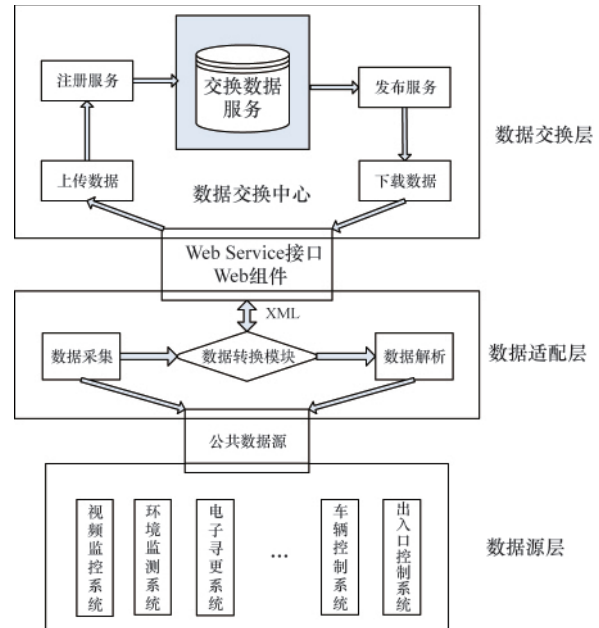 注册服务
交换数据
服务
发布服务
数据交换层
上传数据
数据交换中心
下载数据
Web Service接口
Web组件
XML
数据采集
数据转换模块
数据解析
数据适配层
公共数据源
视频监控系统
环境监测系统
电子寻更系统
…
车辆控制系统
出入口控制系统
数据源层